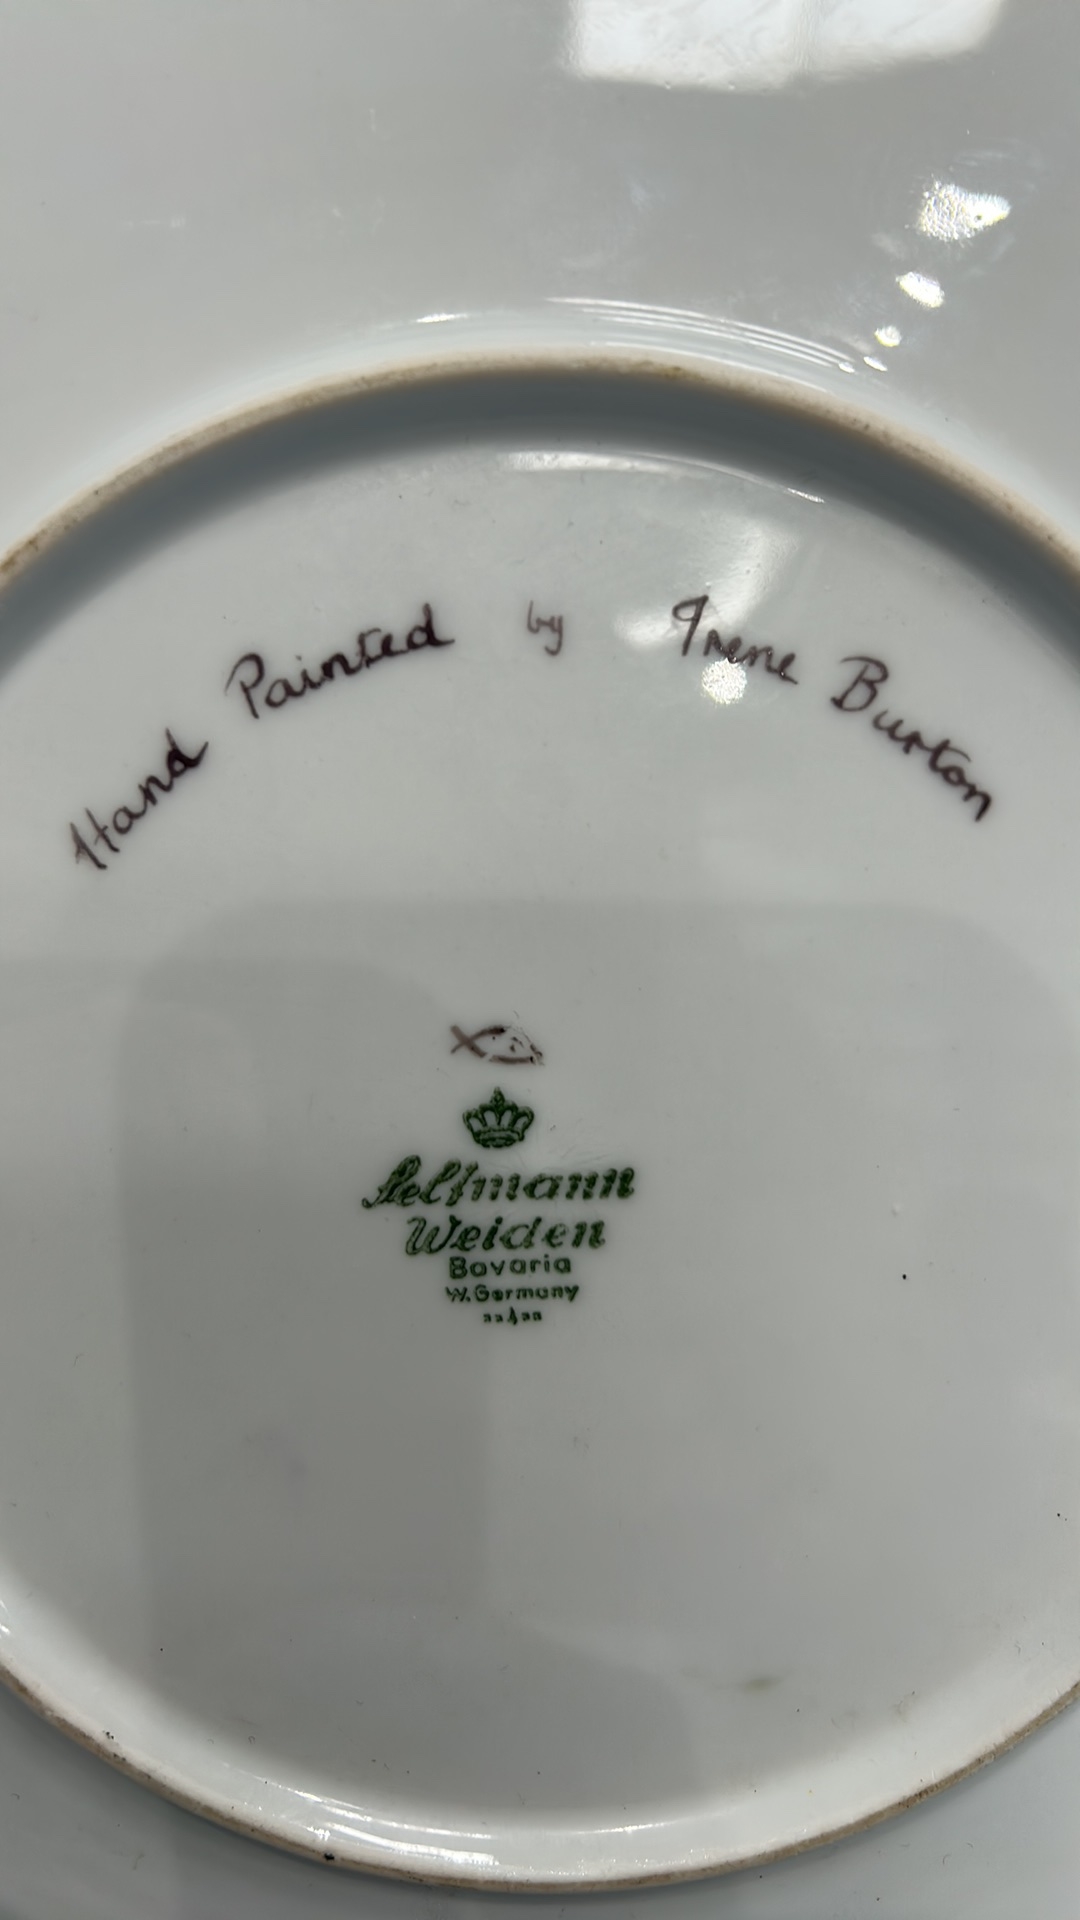 Hand Painted by Irene Burton
Seltmann
Weiden
Bavaria
W. Germany